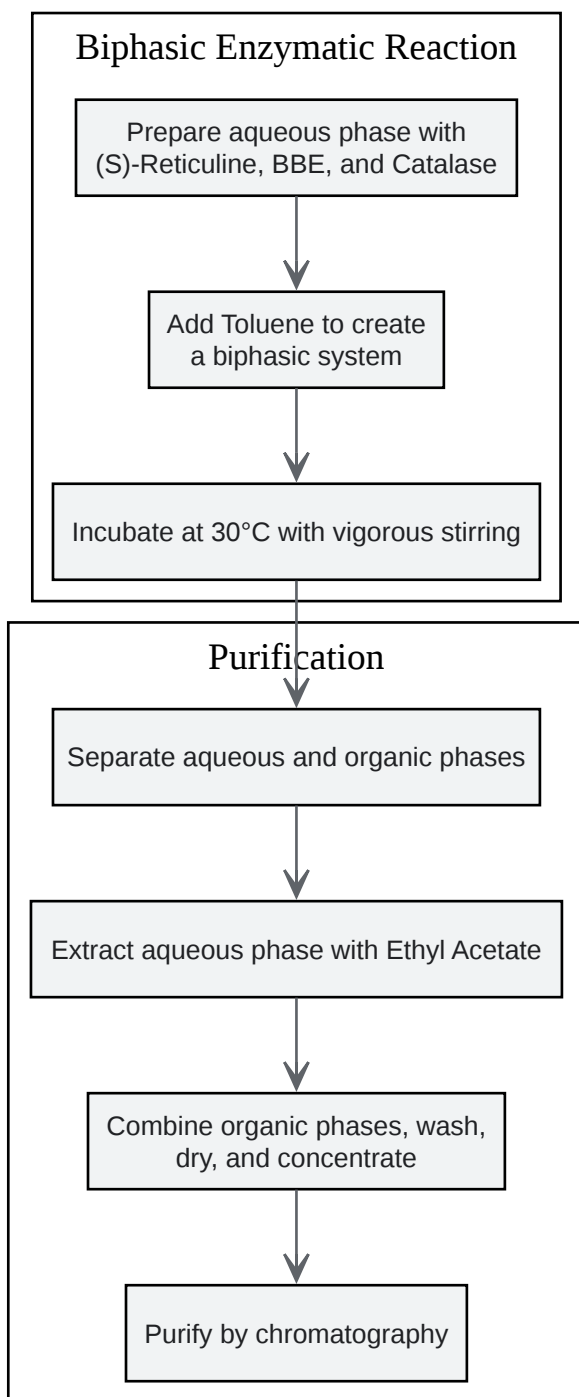 Biphasic Enzymatic Reaction
Prepare aqueous phase with
(S)-Reticuline, BBE, and Catalase
Add Toluene to create
a biphasic system
Incubate at 30°C with vigorous stirring
Purification
Separate aqueous and organic phases
Extract aqueous phase with Ethyl Acetate
Combine organic phases, wash,
dry, and concentrate
Purify by chromatography